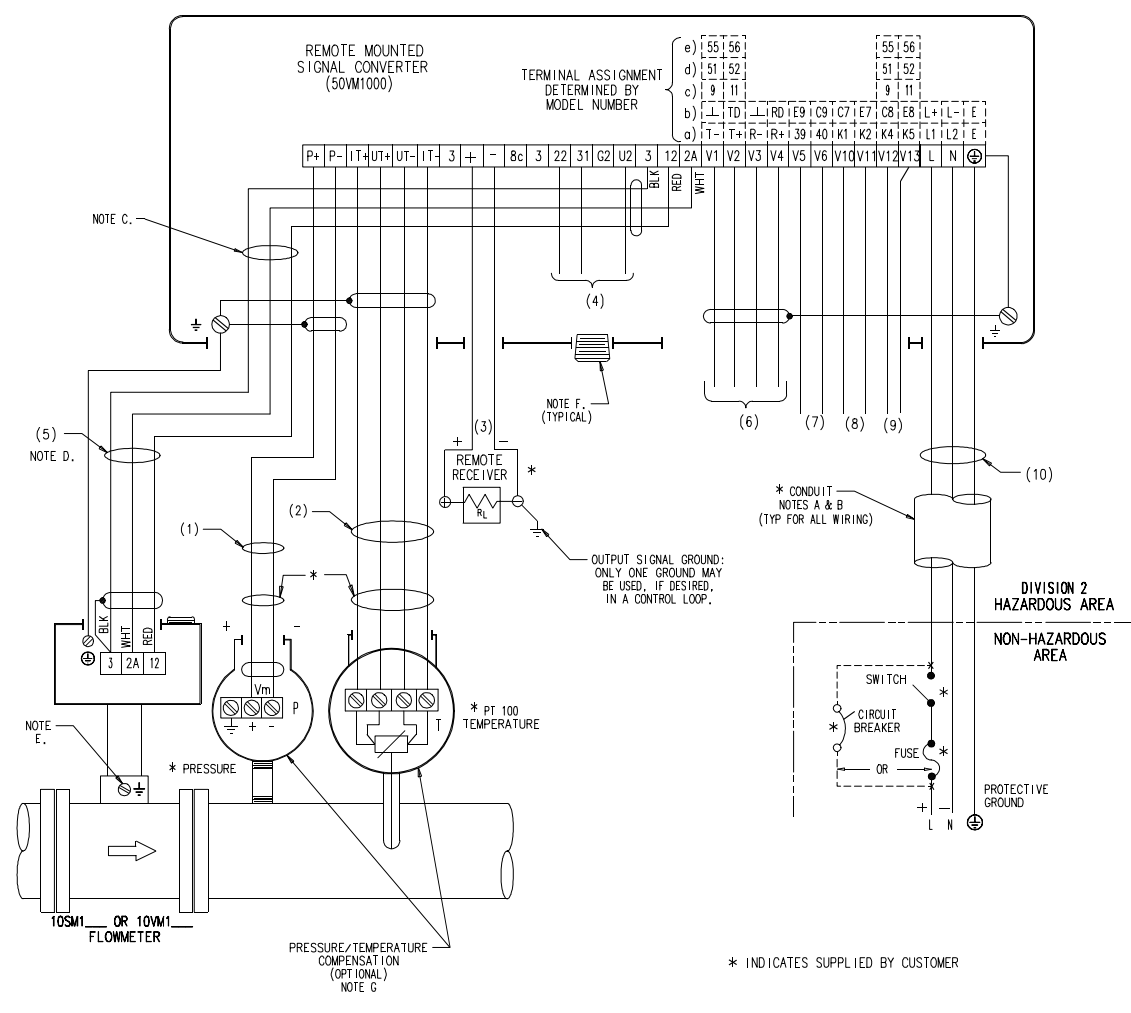 REMOTE MOUNTED
SIGNAL CONVERTER
(50VM1000)
TERMINAL ASSIGNMENT
DETERMINED BY
MODEL NUMBER
e) 55 56 55 56
d) 51 52 51 52
c) 9 11 9 11
b) ⊥ TD ⊥ RD E9 C9 C7 E7 C8 E8 L+ L- E
a) T- T+ R- R+ 39 40 K1 K2 K4 K5 L1 L2 E
P+ P- IT+ UT+ UT- IT- 3 + - 8c 3 22 31 G2 U2 3 12 2A V1 V2 V3 V4 V5 V6 V10 V11 V12 V13 L N
BLK
RED
WHT
NOTE C.
(4)
NOTE F.
(TYPICAL)
(6)
(7)
(8)
(9)
(10)
(5)
NOTE D.
(3)
+ -
REMOTE
RECEIVER
*
RL
* CONDUIT
NOTES A & B
(TYP FOR ALL WIRING)
(1)
(2)
*
OUTPUT SIGNAL GROUND:
ONLY ONE GROUND MAY
BE USED, IF DESIRED,
IN A CONTROL LOOP.
DIVISION 2
HAZARDOUS AREA
NON-HAZARDOUS
AREA
BLK
WHT
RED
3 2A 12
+ -
Vm
P
+ -
T
* PT 100
TEMPERATURE
SWITCH
*
CIRCUIT
* BREAKER
FUSE *
OR
NOTE
E.
* PRESSURE
PROTECTIVE
GROUND
+ -
L N
10SM1___ OR 10VM1___
FLOWMETER
PRESSURE/TEMPERATURE
COMPENSATION
(OPTIONAL)
NOTE G
* INDICATES SUPPLIED BY CUSTOMER